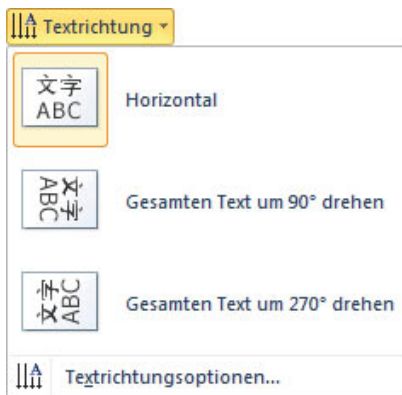 Textrichtung
文字
ABC
Horizontal
文字
ABC
Gesamten Text um 90° drehen
文字
ABC
Gesamten Text um 270° drehen
Textrichtungsoptionen...